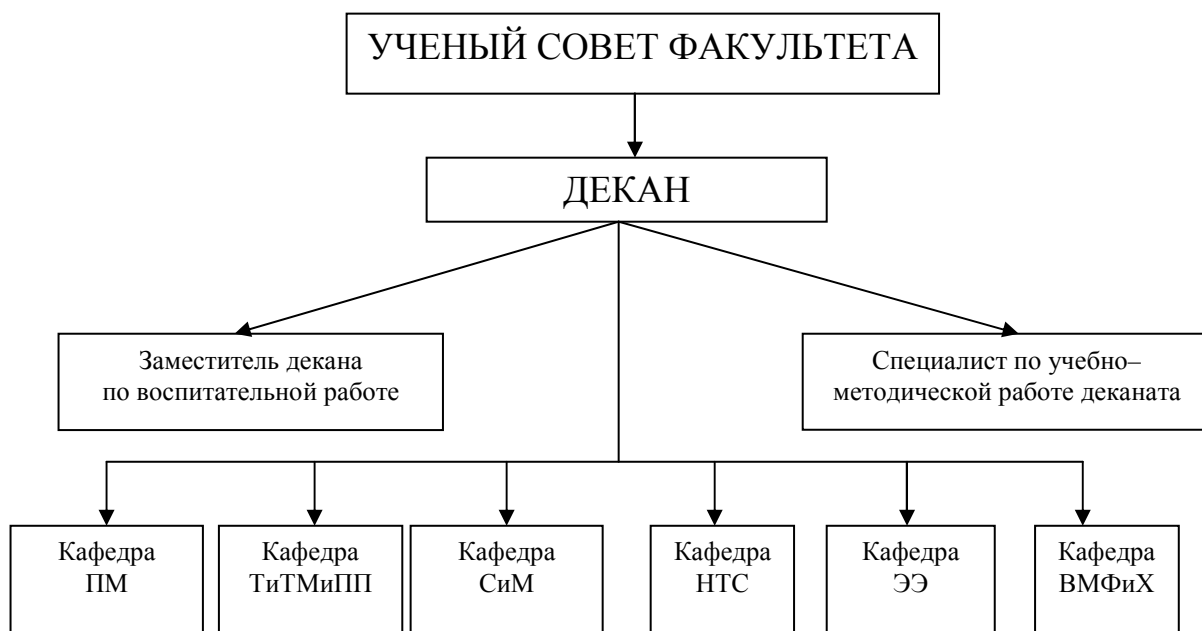 УЧЕНЫЙ СОВЕТ ФАКУЛЬТЕТА
ДЕКАН
Заместитель декана
по воспитательной работе
Специалист по учебно–
методической работе деканата
Кафедра
ПМ
Кафедра
ТиТМиПП
Кафедра
СиМ
Кафедра
НТС
Кафедра
ЭЭ
Кафедра
ВМФиХ